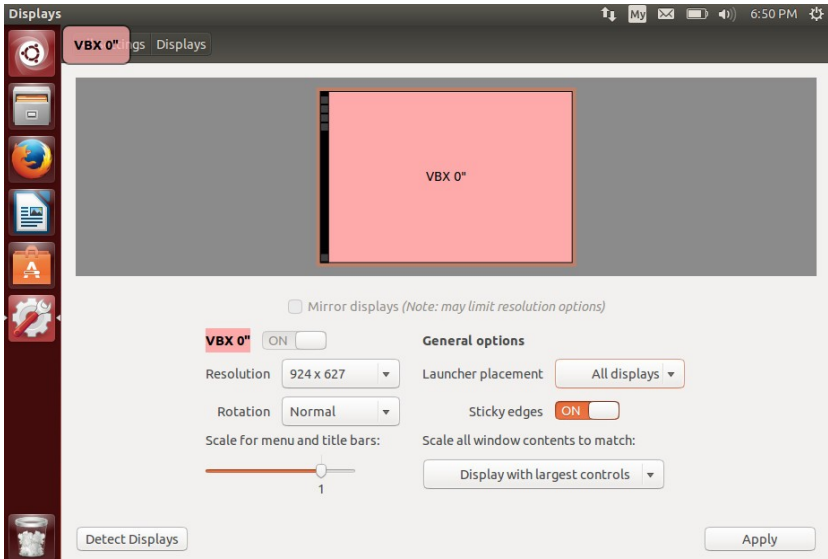 Displays My 6:50 PM
VBX 0" ngs Displays
VBX 0"
Mirror displays (Note: may limit resolution options)
VBX 0" ON General options
Resolution 924 x 627 Launcher placement All displays
Rotation Normal Sticky edges ON
Scale for menu and title bars: Scale all window contents to match:
Display with largest controls
1
Detect Displays Apply